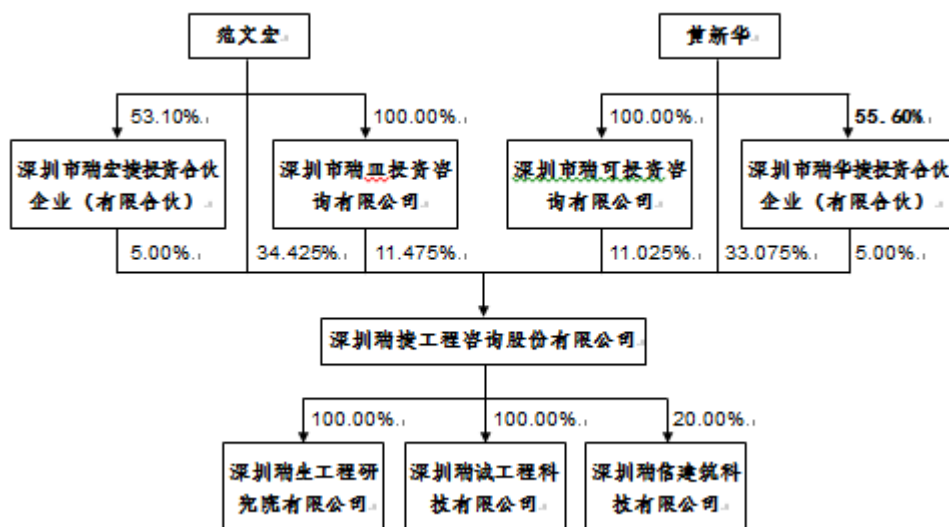 范文宏
黄新华
53.10%
100.00%
100.00%
55.60%
深圳市瑞宏捷投资合伙
企业（有限合伙）
深圳市瑞皿投资咨
询有限公司
深圳市瑞可投资咨
询有限公司
深圳市瑞华捷投资合伙
企业（有限合伙）
5.00%
34.425%
11.475%
11.025%
33.075%
5.00%
深圳瑞捷工程咨询股份有限公司
100.00%
100.00%
20.00%
深圳瑞生工程研
究院有限公司
深圳瑞诚工程科
技有限公司
深圳瑞信建筑科
技有限公司